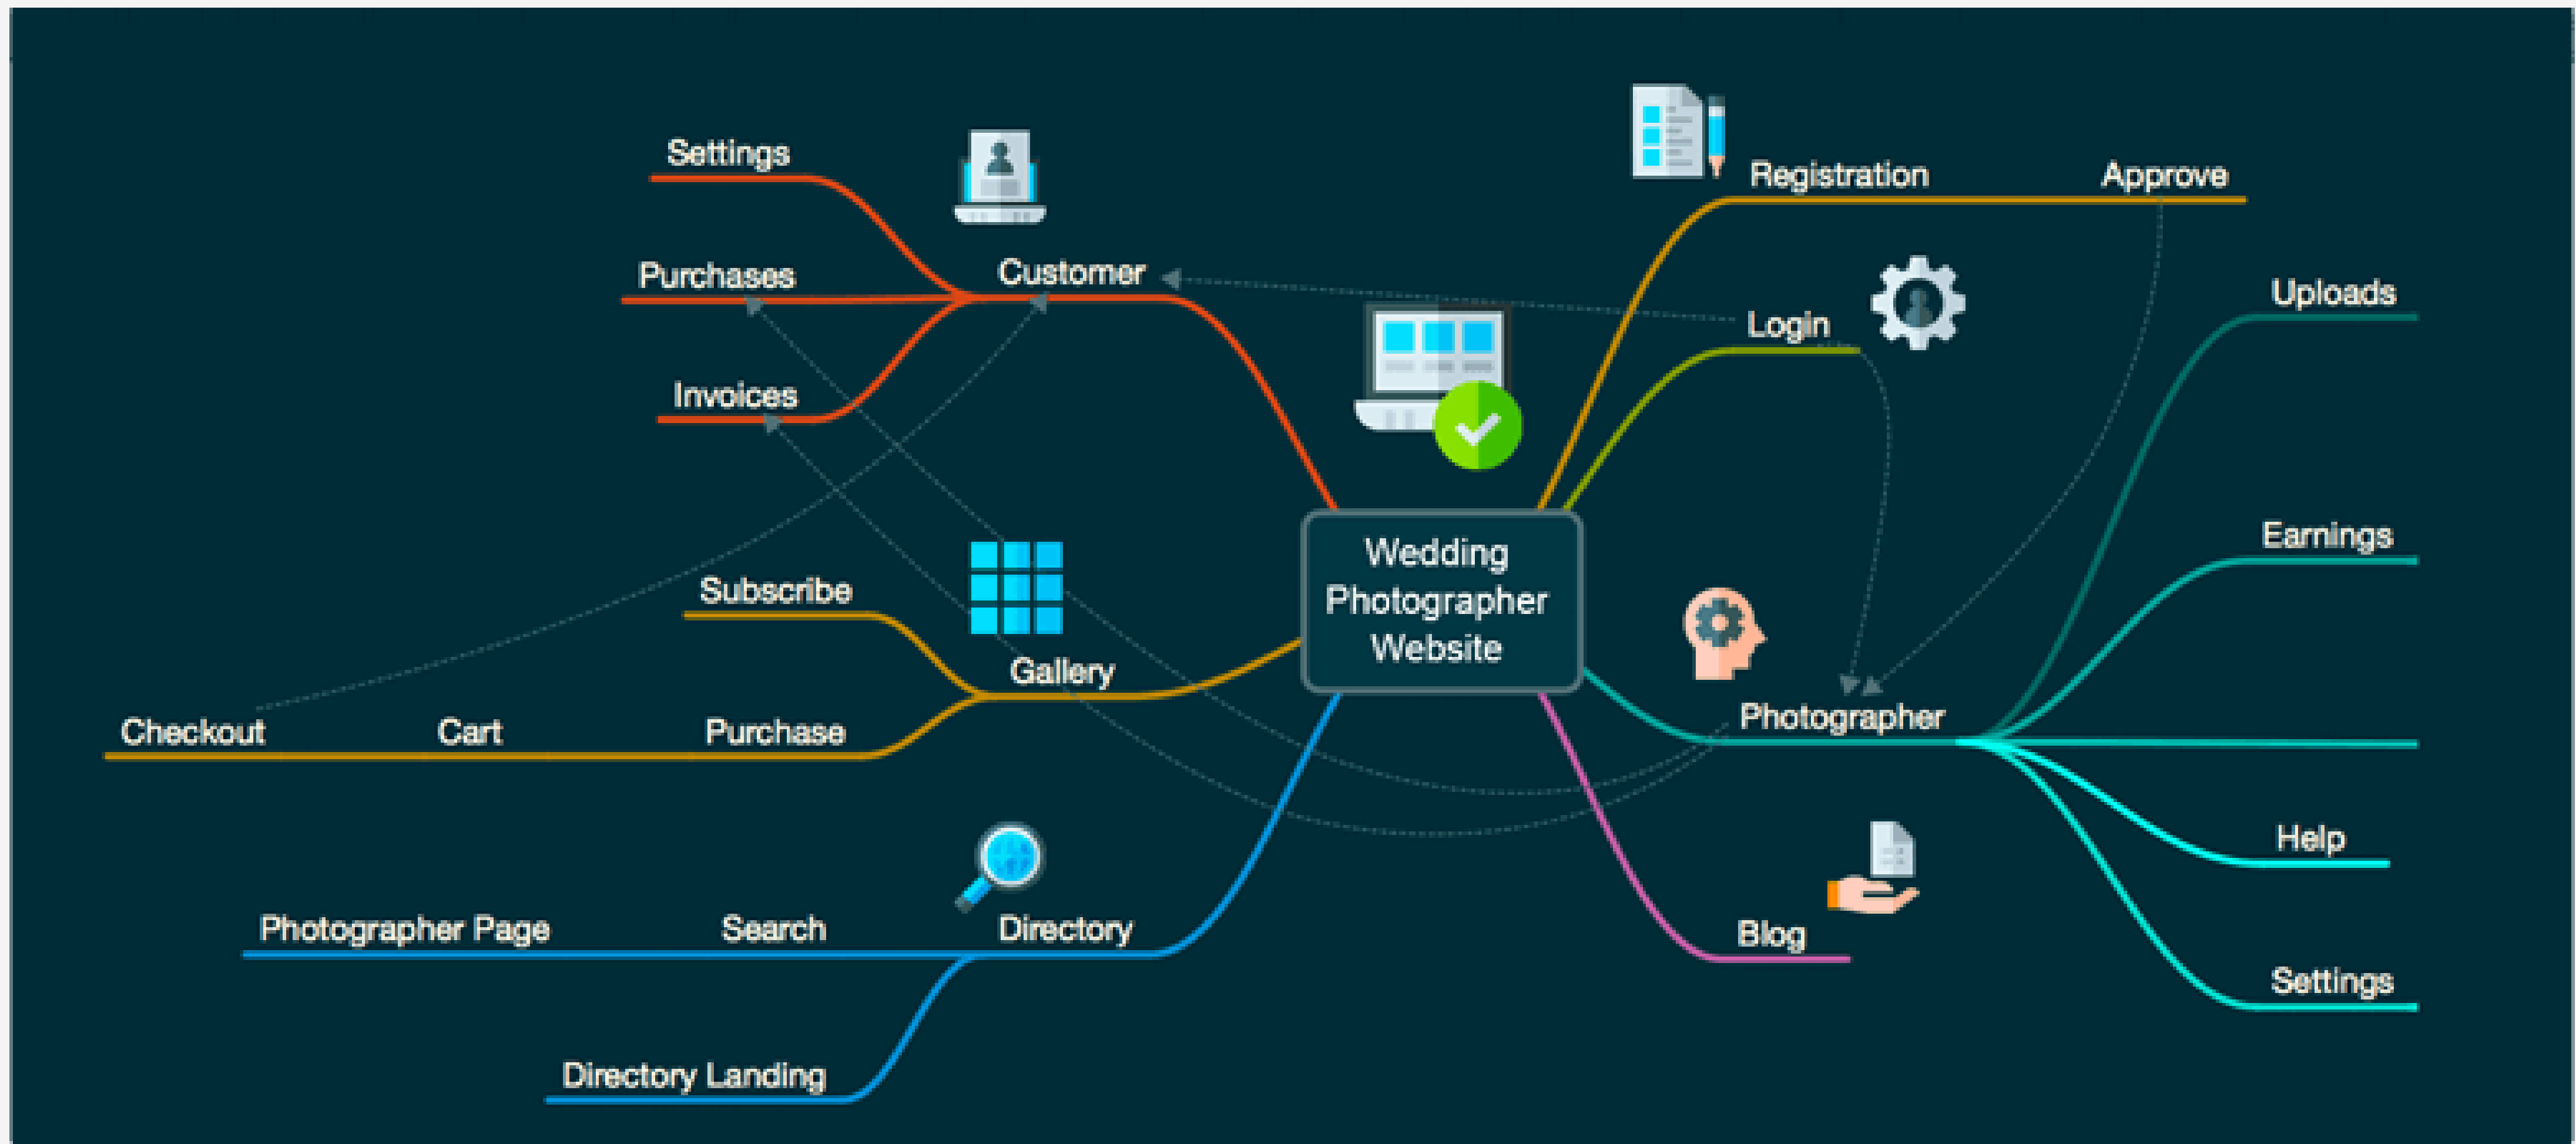 Settings
Purchases
Customer
Invoices
Registration
Approve
Login
Uploads
Wedding
Photographer
Website
Earnings
Subscribe
Gallery
Checkout
Cart
Purchase
Photographer
Help
Photographer Page
Search
Directory
Blog
Settings
Directory Landing